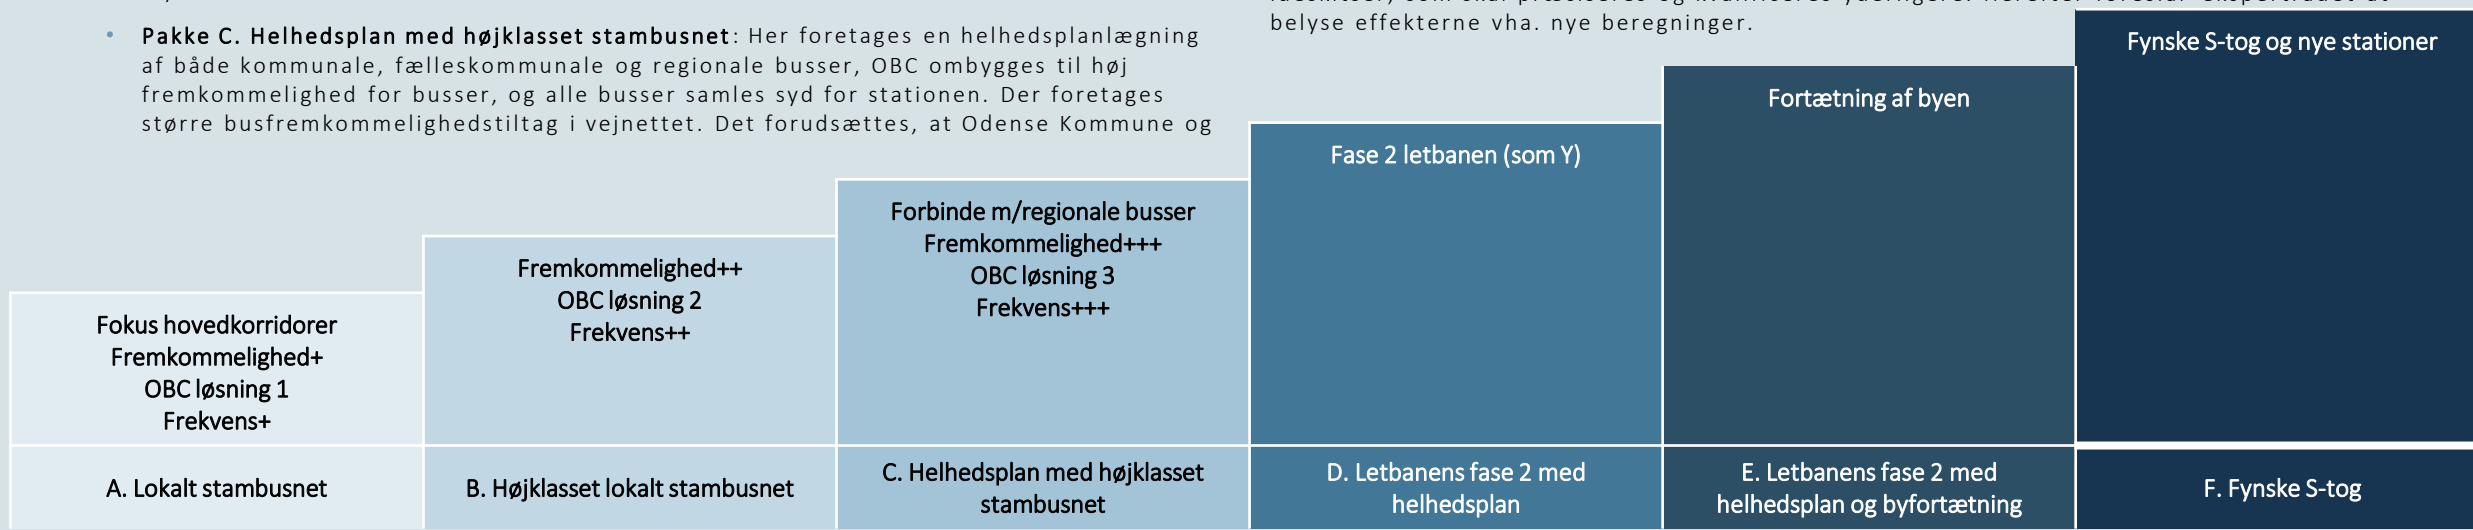 • Pakke C. Helhedsplan med højklasset stambusnet: Her foretages en helhedsplanlægning
af både kommunale, fælleskommunale og regionale busser, OBC ombygges til høj
fremkommelighed for busser, og alle busser samles syd for stationen. Der foretages
større busfremkommelighedstiltag i vejnettet. Det forudsættes, at Odense Kommune og
belyse effekterne vha. nye beregninger.
Fokus hovedkorridorer
Fremkommelighed+
OBC løsning 1
Frekvens+
A. Lokalt stambusnet
Fremkommelighed++
OBC løsning 2
Frekvens++
B. Højklasset lokalt stambusnet
Forbinde m/regionale busser
Fremkommelighed+++
OBC løsning 3
Frekvens+++
C. Helhedsplan med højklasset
stambusnet
Fase 2 letbanen (som Y)
D. Letbanens fase 2 med
helhedsplan
Fortætning af byen
E. Letbanens fase 2 med
helhedsplan og byfortætning
Fynske S-tog og nye stationer
F. Fynske S-tog